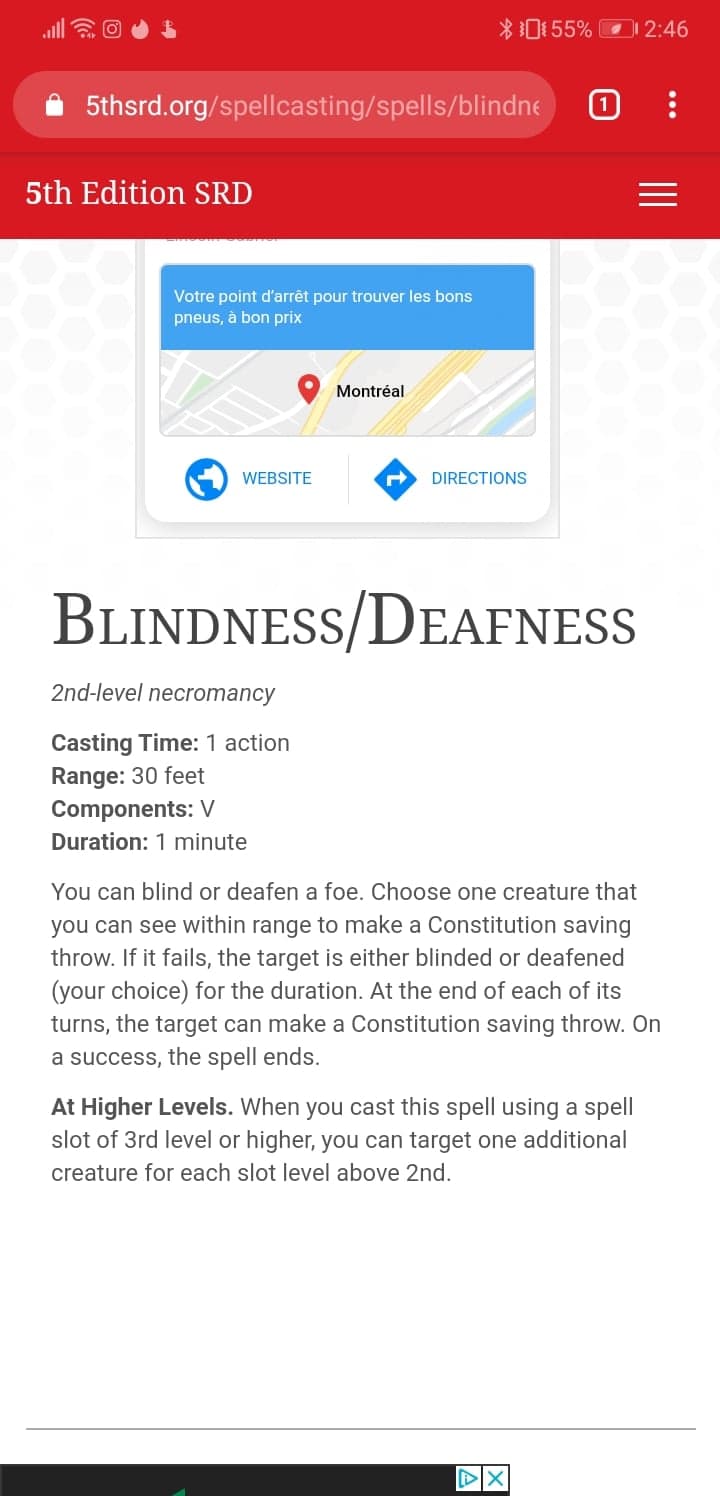 55% 2:46
5thsrd.org/spellcasting/spells/blindne
1
5th Edition SRD
Votre point d'arrêt pour trouver les bons
pneus, à bon prix
Montréal
WEBSITE DIRECTIONS
BLINDNESS/DEAFNESS
2nd-level necromancy
Casting Time: 1 action
Range: 30 feet
Components: V
Duration: 1 minute
You can blind or deafen a foe. Choose one creature that
you can see within range to make a Constitution saving
throw. If it fails, the target is either blinded or deafened
(your choice) for the duration. At the end of each of its
turns, the target can make a Constitution saving throw. On
a success, the spell ends.
At Higher Levels. When you cast this spell using a spell
slot of 3rd level or higher, you can target one additional
creature for each slot level above 2nd.